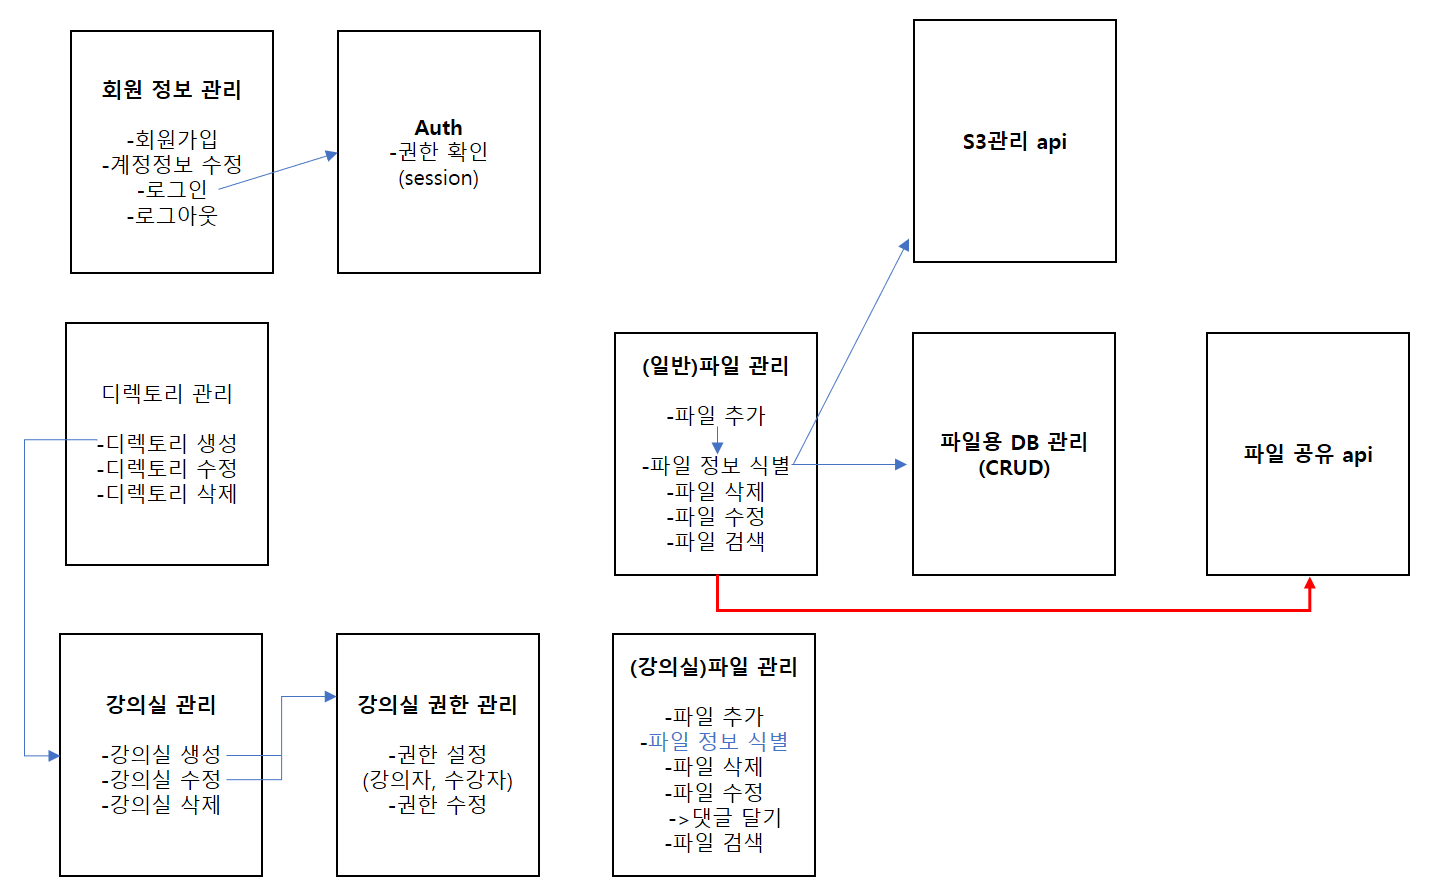 회원 정보 관리
-회원가입
-계정정보 수정
-로그인
-로그아웃
Auth
-권한 확인
(session)
S3관리 api
디렉토리 관리
-디렉토리 생성
-디렉토리 수정
-디렉토리 삭제
(일반)파일 관리
-파일 추가
-파일 정보 식별
-파일 삭제
-파일 수정
-파일 검색
파일용 DB 관리
(CRUD)
파일 공유 api
강의실 관리
-강의실 생성
-강의실 수정
-강의실 삭제
강의실 권한 관리
-권한 설정
(강의자, 수강자)
-권한 수정
(강의실)파일 관리
-파일 추가
-파일 정보 식별
-파일 삭제
-파일 수정
->댓글 달기
-파일 검색